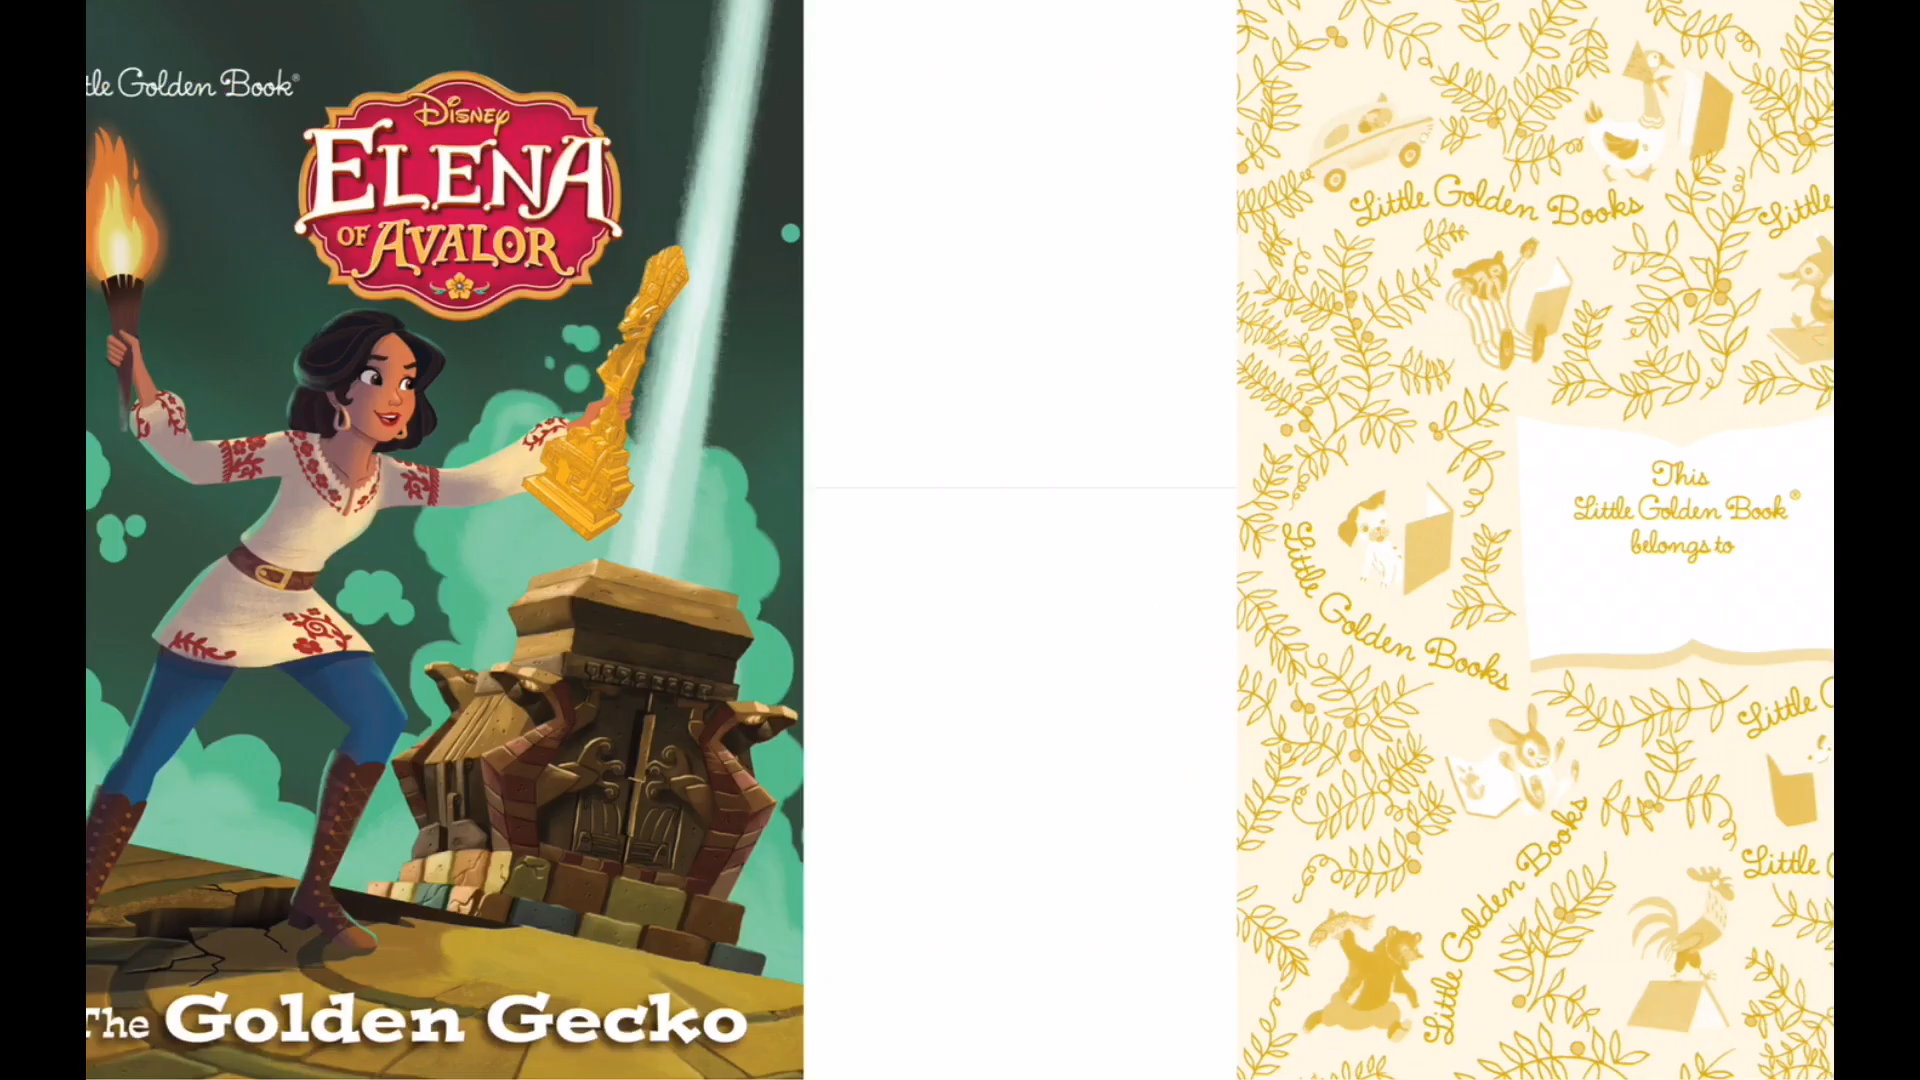 tle Golden Book®
Disney
ELENA
OF AVALOR
The Golden Gecko
Little Golden Books
Little
This
Little Golden Book®
belongs to
Little Golden Books
Little
Little Golden Books
Little